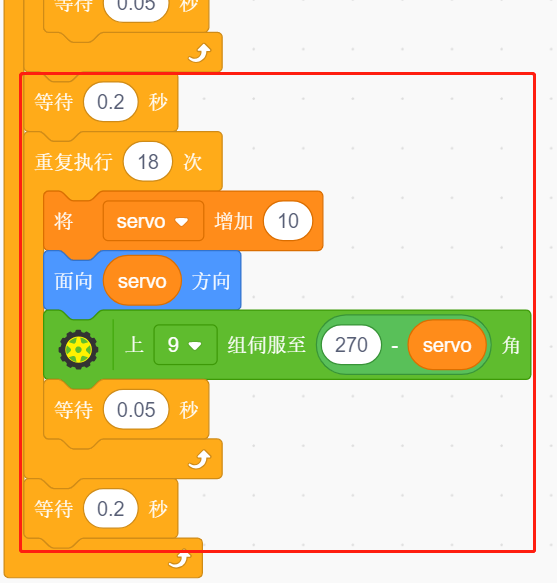 等待 0.05 秒
等待 0.2 秒
重复执行 18 次
将 servo 增加 10
面向 servo 方向
上 9 组伺服至 270 - servo 角
等待 0.05 秒
等待 0.2 秒